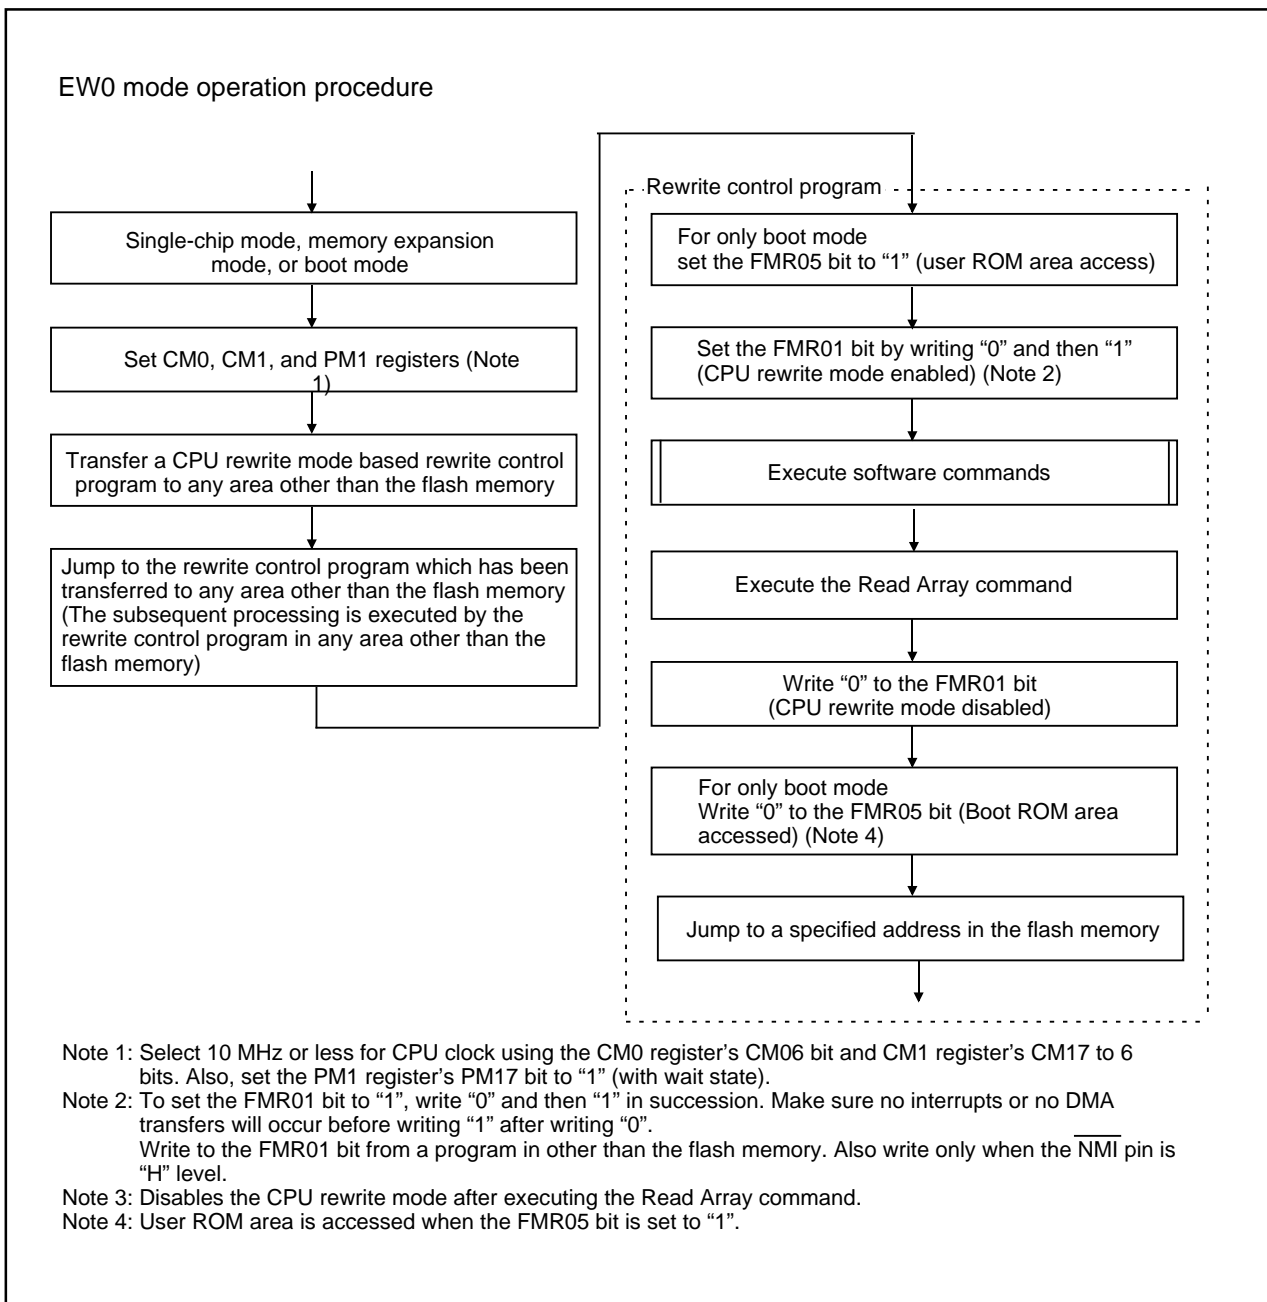 EW0 mode operation procedure
Single-chip mode, memory expansion
mode, or boot mode
Set CM0, CM1, and PM1 registers (Note
1)
Transfer a CPU rewrite mode based rewrite control
program to any area other than the flash memory
Jump to the rewrite control program which has been
transferred to any area other than the flash memory
(The subsequent processing is executed by the
rewrite control program in any area other than the
flash memory)
Rewrite control program
For only boot mode
set the FMR05 bit to “1” (user ROM area access)
Set the FMR01 bit by writing “0” and then “1”
(CPU rewrite mode enabled) (Note 2)
Execute software commands
Execute the Read Array command
Write “0” to the FMR01 bit
(CPU rewrite mode disabled)
For only boot mode
Write “0” to the FMR05 bit (Boot ROM area
accessed) (Note 4)
Jump to a specified address in the flash memory
Note 1: Select 10 MHz or less for CPU clock using the CM0 register’s CM06 bit and CM1 register’s CM17 to 6
bits. Also, set the PM1 register’s PM17 bit to “1” (with wait state).
Note 2: To set the FMR01 bit to “1”, write “0” and then “1” in succession. Make sure no interrupts or no DMA
transfers will occur before writing “1” after writing “0”.
Write to the FMR01 bit from a program in other than the flash memory. Also write only when the NMI pin is
“H” level.
Note 3: Disables the CPU rewrite mode after executing the Read Array command.
Note 4: User ROM area is accessed when the FMR05 bit is set to “1”.